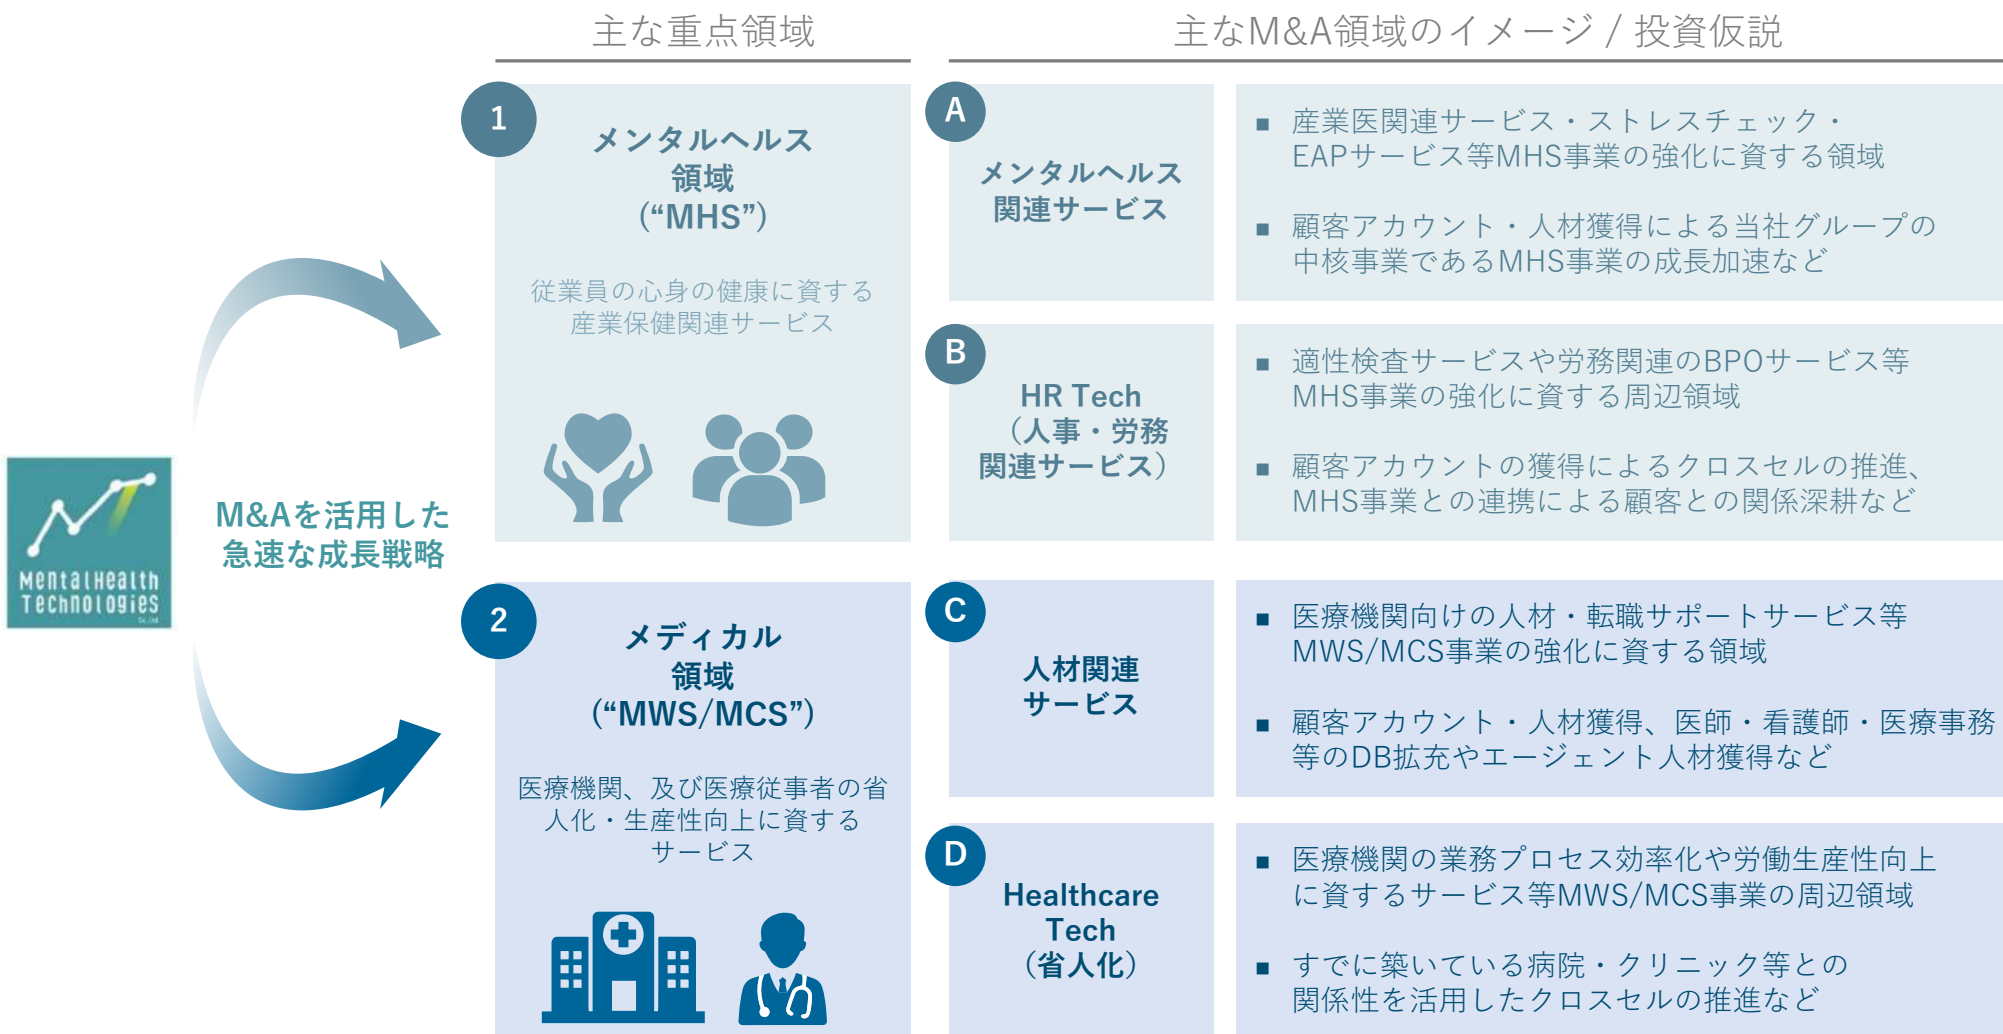 主な重点領域
主なM&A領域のイメージ / 投資仮説
MentalHealth
Technologies
Co.,Ltd
M&Aを活用した
急速な成長戦略
1
メンタルヘルス
領域
(“MHS”)
従業員の心身の健康に資する
産業保健関連サービス
A
メンタルヘルス
関連サービス
■ 産業医関連サービス・ストレスチェック・
EAPサービス等MHS事業の強化に資する領域
■ 顧客アカウント・人材獲得による当社グループの
中核事業であるMHS事業の成長加速など
B
HR Tech
（人事・労務
関連サービス）
■ 適性検査サービスや労務関連のBPOサービス等
MHS事業の強化に資する周辺領域
■ 顧客アカウントの獲得によるクロスセルの推進、
MHS事業との連携による顧客との関係深耕など
2
メディカル
領域
(“MWS/MCS”)
医療機関、及び医療従事者の省
人化・生産性向上に資する
サービス
C
人材関連
サービス
■ 医療機関向けの人材・転職サポートサービス等
MWS/MCS事業の強化に資する領域
■ 顧客アカウント・人材獲得、医師・看護師・医療事務
等のDB拡充やエージェント人材獲得など
D
Healthcare
Tech
（省人化）
■ 医療機関の業務プロセス効率化や労働生産性向上
に資するサービス等MWS/MCS事業の周辺領域
■ すでに築いている病院・クリニック等との
関係性を活用したクロスセルの推進など